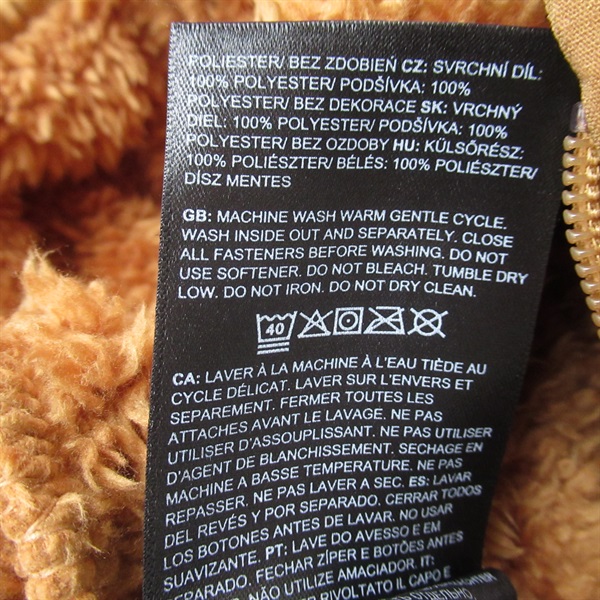 POLIESTER/ BEZ ZDOBIEŃ CZ: SVRCHNÍ DÍL:
100% POLYESTER/ PODŠÍVKA: 100%
POLYESTER/ BEZ DEKORACE SK: VRCHNÝ
DIEL: 100% POLYESTER/ PODŠÍVKA: 100%
POLYESTER/ BEZ OZDOBY HU: KÜLSŐRÉSZ:
100% POLIÉSZTER/ BÉLÉS: 100% POLIÉSZTER/
DÍSZ MENTES
GB: MACHINE WASH WARM GENTLE CYCLE.
WASH INSIDE OUT AND SEPARATELY. CLOSE
ALL FASTENERS BEFORE WASHING. DO NOT
USE SOFTENER. DO NOT BLEACH. TUMBLE DRY
LOW. DO NOT IRON. DO NOT DRY CLEAN.
40
CA: LAVER À LA MACHINE À L'EAU TIÈDE AU
CYCLE DÉLICAT. LAVER SUR L'ENVERS ET
SEPAREMENT. FERMER TOUTES LES
ATTACHES AVANT LE LAVAGE. NE PAS
UTILISER D'ASSOUPLISSANT. NE PAS UTILISER
D'AGENT DE BLANCHISSEMENT. SECHAGE EN
MACHINE A BASSE TEMPERATURE. NE PAS
REPASSER. NE PAS LAVER A SEC. ES: LAVAR
DEL REVÉS Y POR SEPARADO. CERRAR TODOS
LOS BOTONES ANTES DE LAVAR. NO USAR
SUAVIZANTE. PT: LAVE DO AVESSO E EM
SEPARADO. FECHAR ZÍPER E BOTÕES ANTES
NÃO UTILIZE AMACIADOR. IT:
RIVOLTATO IL CAPO E